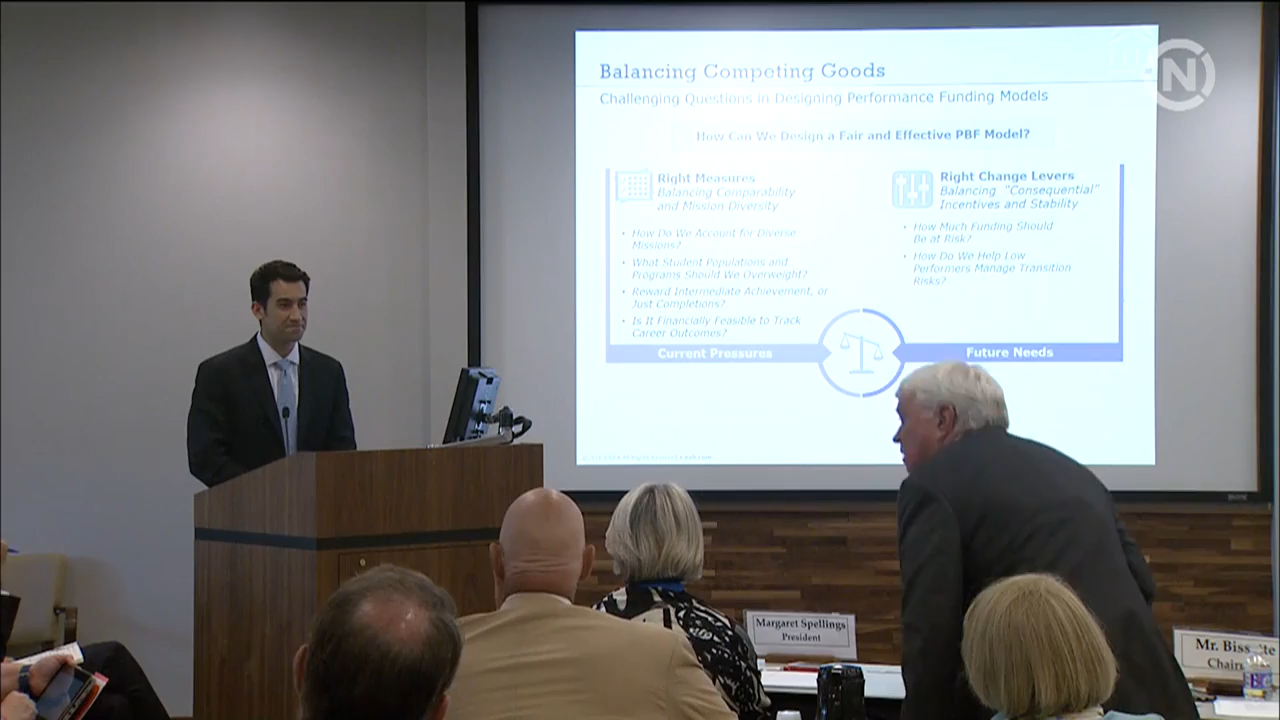 Balancing Competing Goods
Challenging Questions in Designing Performance Funding Models
How Can We Design a Fair and Effective PBF Model?
Right Measures
Balancing Comparability
and Mission Diversity
• How Do We Account for Diverse
Missions?
• What Student Populations and
Programs Should We Overweight?
• Reward Intermediate Achievement, or
Just Completions?
• Is It Financially Feasible to Track
Career Outcomes?
Right Change Levers
Balancing "Consequential"
Incentives and Stability
• How Much Funding Should
Be at Risk?
• How Do We Help Low
Performers Manage Transition
Risks?
Current Pressures
Future Needs
N
Margaret Spellings
President
Mr.